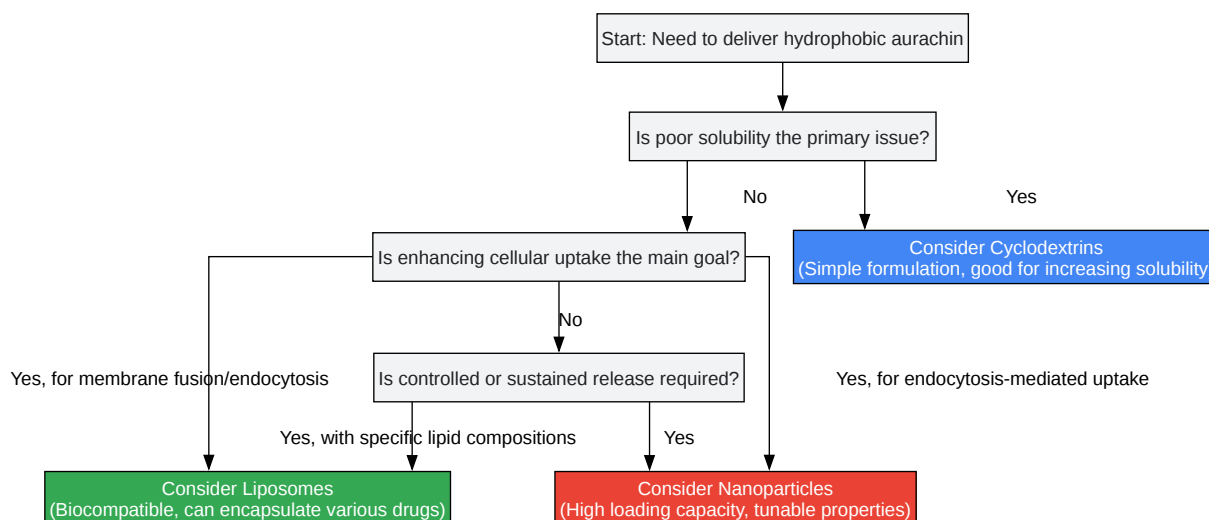 Start: Need to deliver hydrophobic aurachin
Is poor solubility the primary issue?
No
Yes
Is enhancing cellular uptake the main goal?
Consider Cyclodextrins
(Simple formulation, good for increasing solubility
No
Yes, for membrane fusion/endocytosis
Is controlled or sustained release required?
Yes, for endocytosis-mediated uptake
Yes, with specific lipid compositions
Yes
Consider Liposomes
(Biocompatible, can encapsulate various drugs)
Consider Nanoparticles
(High loading capacity, tunable properties)